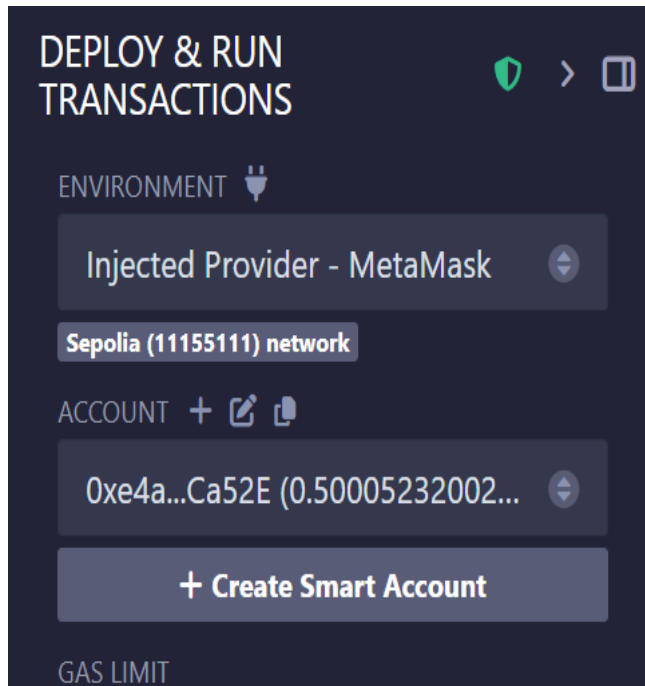 DEPLOY & RUN
TRANSACTIONS
ENVIRONMENT
Injected Provider - MetaMask
Sepolia (11155111) network
ACCOUNT
0xe4a...Ca52E (0.50005232002...
+ Create Smart Account
GAS LIMIT